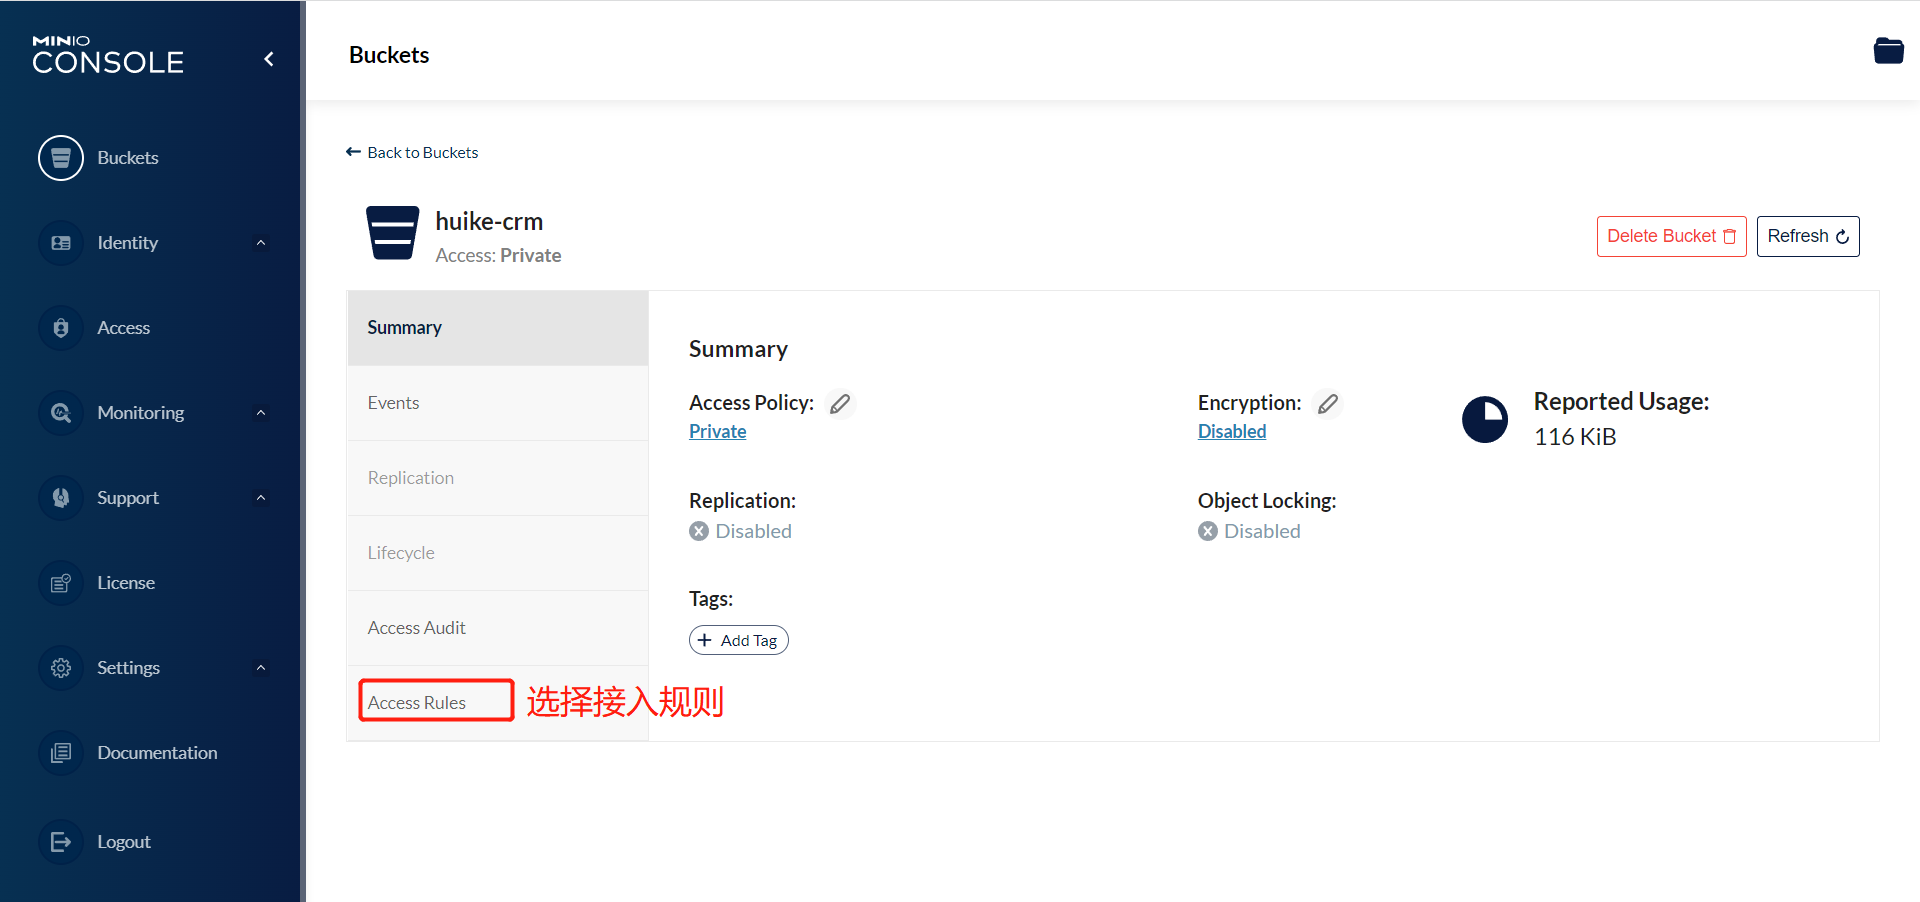 MINIO
CONSOLE
Buckets
Identity
Access
Monitoring
Support
License
Settings
Documentation
Logout
Buckets
Back to Buckets
huike-crm
Access: Private
Delete Bucket
Refresh
Summary
Events
Replication
Lifecycle
Access Audit
Access Rules
选择接入规则
Summary
Access Policy:
Private
Encryption:
Disabled
Reported Usage:
116 KiB
Replication:
Disabled
Object Locking:
Disabled
Tags:
+ Add Tag